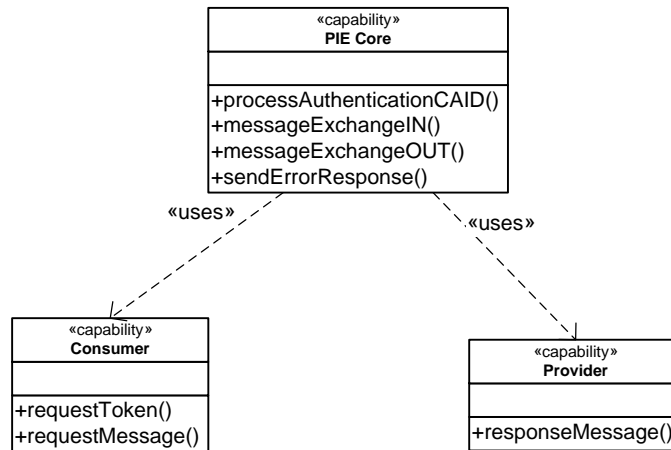 «capability»
PIE Core
+processAuthenticationCAID()
+messageExchangeIN()
+messageExchangeOUT()
+sendErrorResponse()
«uses»
«uses»
«capability»
Consumer
+requestToken()
+requestMessage()
«capability»
Provider
+responseMessage()